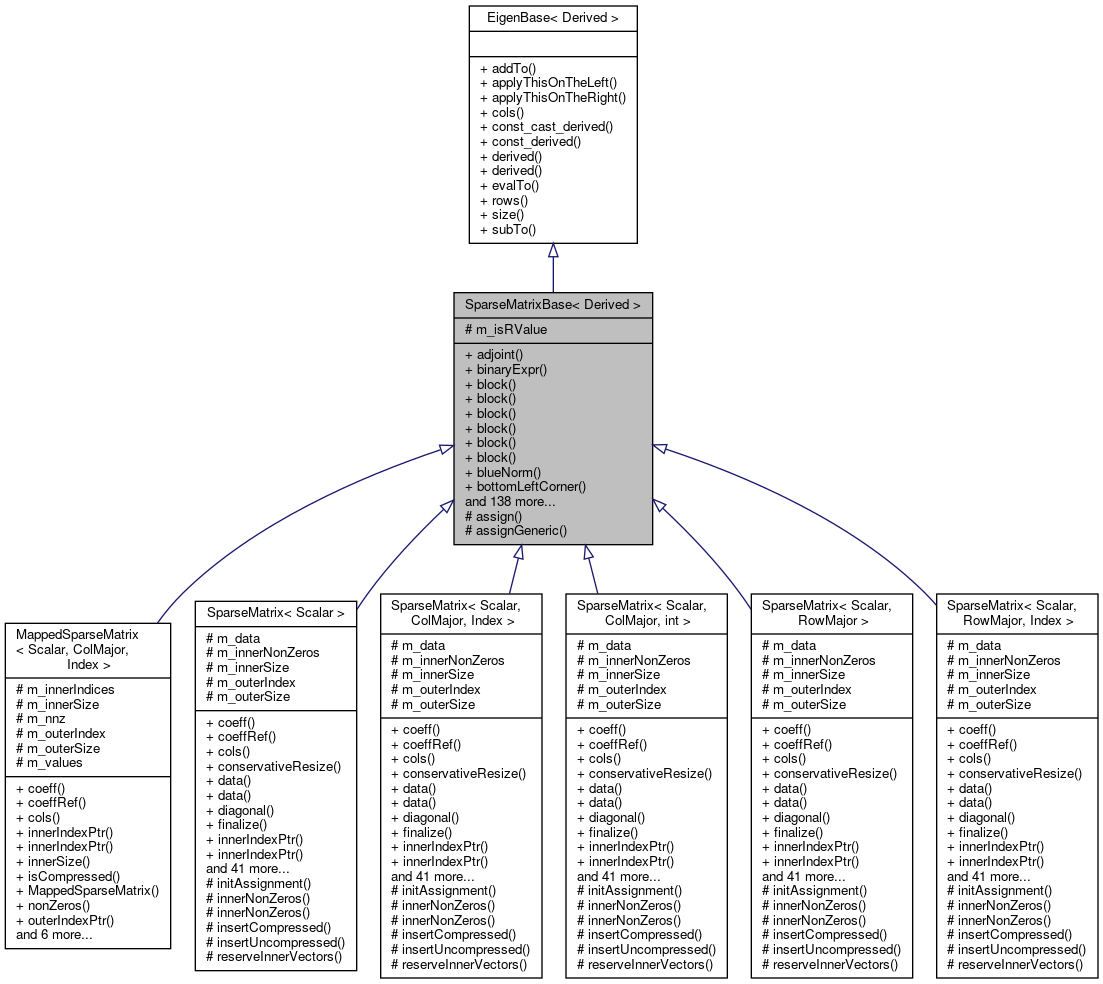 EigenBase< Derived >
+ addTo()
+ applyThisOnTheLeft()
+ applyThisOnTheRight()
+ cols()
+ const_cast_derived()
+ const_derived()
+ derived()
+ derived()
+ evalTo()
+ rows()
+ size()
+ subTo()
SparseMatrixBase< Derived >
# m_isRValue
+ adjoint()
+ binaryExpr()
+ block()
+ block()
+ block()
+ block()
+ block()
+ block()
+ blueNorm()
+ bottomLeftCorner()
and 138 more...
# assign()
# assignGeneric()
MappedSparseMatrix
< Scalar, ColMajor,
Index >
# m_innerIndices
# m_innerSize
# m_nnz
# m_outerIndex
# m_outerSize
# m_values
+ coeff()
+ coeffRef()
+ cols()
+ innerIndexPtr()
+ innerIndexPtr()
+ innerSize()
+ isCompressed()
+ MappedSparseMatrix()
+ nonZeros()
+ outerIndexPtr()
and 6 more...
SparseMatrix< Scalar >
# m_data
# m_innerNonZeros
# m_innerSize
# m_outerIndex
# m_outerSize
+ coeff()
+ coeffRef()
+ cols()
+ conservativeResize()
+ data()
+ data()
+ diagonal()
+ finalize()
+ innerIndexPtr()
+ innerIndexPtr()
and 41 more...
# initAssignment()
# innerNonZeros()
# innerNonZeros()
# insertCompressed()
# insertUncompressed()
# reserveInnerVectors()
SparseMatrix< Scalar,
ColMajor, Index >
# m_data
# m_innerNonZeros
# m_innerSize
# m_outerIndex
# m_outerSize
+ coeff()
+ coeffRef()
+ cols()
+ conservativeResize()
+ data()
+ data()
+ diagonal()
+ finalize()
+ innerIndexPtr()
+ innerIndexPtr()
and 41 more...
# initAssignment()
# innerNonZeros()
# innerNonZeros()
# insertCompressed()
# insertUncompressed()
# reserveInnerVectors()
SparseMatrix< Scalar,
ColMajor, int >
# m_data
# m_innerNonZeros
# m_innerSize
# m_outerIndex
# m_outerSize
+ coeff()
+ coeffRef()
+ cols()
+ conservativeResize()
+ data()
+ data()
+ diagonal()
+ finalize()
+ innerIndexPtr()
+ innerIndexPtr()
and 41 more...
# initAssignment()
# innerNonZeros()
# innerNonZeros()
# insertCompressed()
# insertUncompressed()
# reserveInnerVectors()
SparseMatrix< Scalar,
RowMajor >
# m_data
# m_innerNonZeros
# m_innerSize
# m_outerIndex
# m_outerSize
+ coeff()
+ coeffRef()
+ cols()
+ conservativeResize()
+ data()
+ data()
+ diagonal()
+ finalize()
+ innerIndexPtr()
+ innerIndexPtr()
and 41 more...
# initAssignment()
# innerNonZeros()
# innerNonZeros()
# insertCompressed()
# insertUncompressed()
# reserveInnerVectors()
SparseMatrix< Scalar,
RowMajor, Index >
# m_data
# m_innerNonZeros
# m_innerSize
# m_outerIndex
# m_outerSize
+ coeff()
+ coeffRef()
+ cols()
+ conservativeResize()
+ data()
+ data()
+ diagonal()
+ finalize()
+ innerIndexPtr()
+ innerIndexPtr()
and 41 more...
# initAssignment()
# innerNonZeros()
# innerNonZeros()
# insertCompressed()
# insertUncompressed()
# reserveInnerVectors()